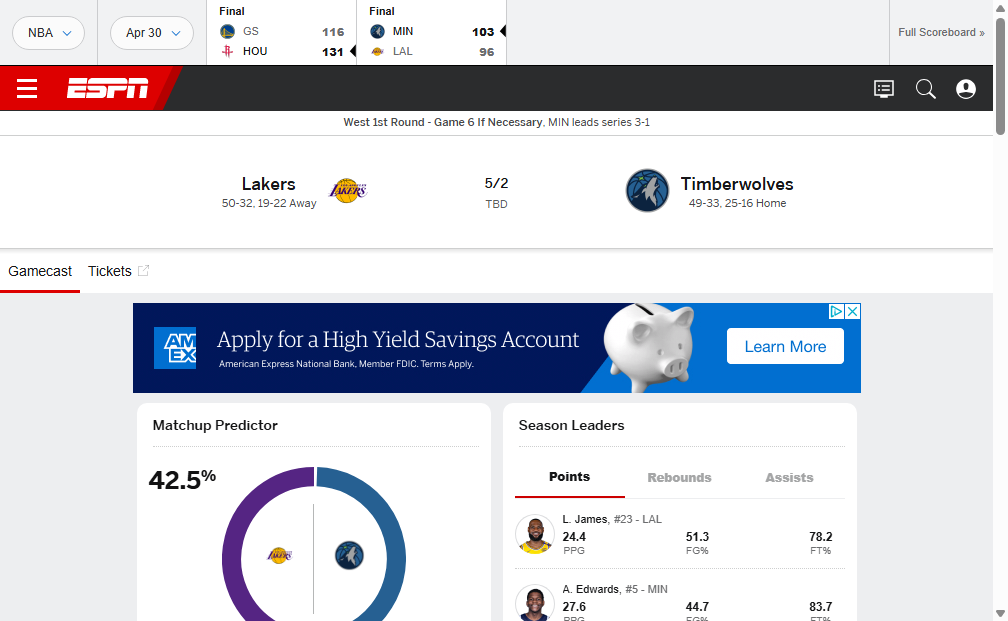 NBA
Apr 30
Final
GS 116
HOU 131
Final
MIN 103
LAL 96
Full Scoreboard »
ESPN
West 1st Round - Game 6 If Necessary, MIN leads series 3-1
Lakers
50-32, 19-22 Away
LAKERS
5/2
TBD
Timberwolves
49-33, 25-16 Home
Gamecast Tickets
AM
EX
Apply for a High Yield Savings Account
American Express National Bank, Member FDIC. Terms Apply.
Learn More
Matchup Predictor
42.5%
LAKERS
Season Leaders
Points Rebounds Assists
L. James, #23 - LAL
24.4 51.3 78.2
PPG FG% FT%
A. Edwards, #5 - MIN
27.6 44.7 83.7
PPG FG% FT%